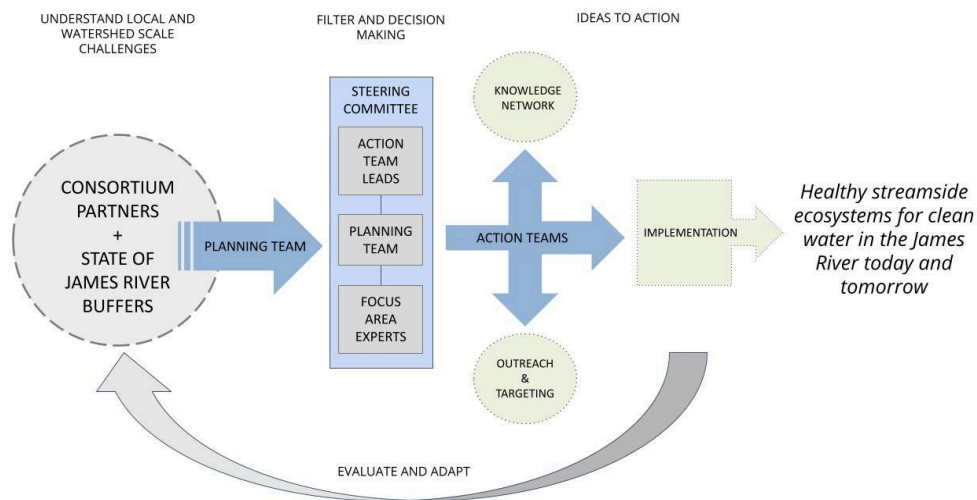 UNDERSTAND LOCAL AND
WATERSHED SCALE
CHALLENGES
FILTER AND DECISION
MAKING
IDEAS TO ACTION
CONSORTIUM
PARTNERS
+
STATE OF
JAMES RIVER
BUFFERS
PLANNING TEAM
STEERING
COMMITTEE
ACTION
TEAM
LEADS
PLANNING
TEAM
FOCUS
AREA
EXPERTS
KNOWLEDGE
NETWORK
ACTION TEAMS
OUTREACH
&
TARGETING
IMPLEMENTATION
Healthy streamside
ecosystems for clean
water in the James
River today and
tomorrow
EVALUATE AND ADAPT